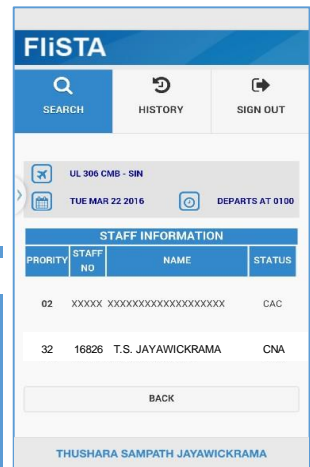 FliSTA
SEARCH HISTORY SIGN OUT
UL 306 CMB - SIN
TUE MAR 22 2016 DEPARTS AT 0100
STAFF INFORMATION
PRORITY STAFF NO NAME STATUS
02 XXXXX XXXXXXXXXXXXXXXXXXX CAC
32 16826 T.S. JAYAWICKRAMA CNA
BACK
THUSHARA SAMPATH JAYAWICKRAMA